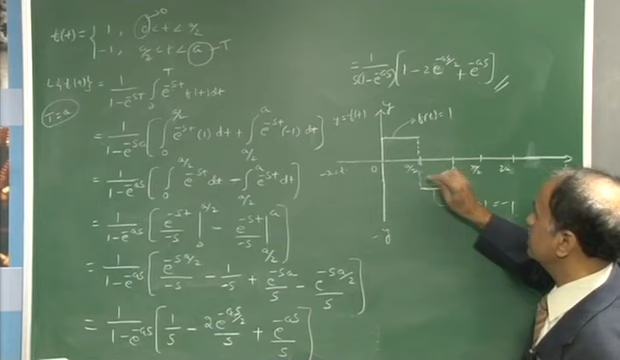 f(t) = { 1, 0 < t < a/2
-1, a/2 < t < a → T
L{f(t)} = 1/(1-e^{-sT}) ∫_0^T e^{-st} f(t) dt
T=a
= 1/(1-e^{-sa}) [ ∫_0^{a/2} e^{-st} (1) dt + ∫_{a/2}^a e^{-st} (-1) dt ]
= 1/(1-e^{-as}) [ ∫_0^{a/2} e^{-st} dt - ∫_{a/2}^a e^{-st} dt ]
= 1/(1-e^{-as}) [ e^{-st}/-s |_0^{a/2} - e^{-st}/-s |_{a/2}^a ]
= 1/(1-e^{-as}) [ e^{-sa/2}/-s - 1/-s + e^{-sa}/s - e^{-sa/2}/s ]
= 1/(1-e^{-as}) [ 1/s - 2e^{-as/2}/s + e^{-as}/s ]
= 1/(s(1-e^{-as})) [ 1 - 2e^{-as/2} + e^{-as} ]
y=f(t) y f(t)=1
0 a/2 2a
= -1
-y